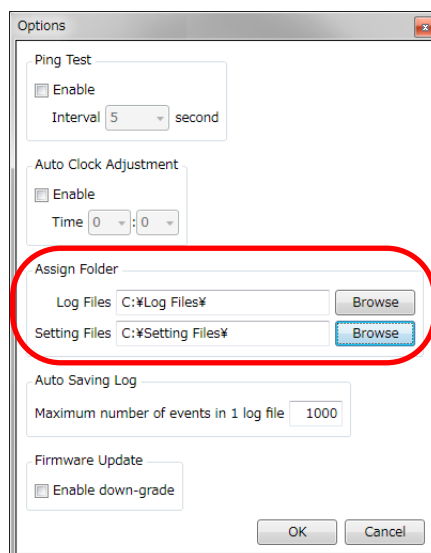 Options
Ping Test
Enable
Interval 5 second
Auto Clock Adjustment
Enable
Time 0 : 0
Assign Folder
Log Files C:¥Log Files¥ Browse
Setting Files C:¥Setting Files¥ Browse
Auto Saving Log
Maximum number of events in 1 log file 1000
Firmware Update
Enable down-grade
OK Cancel